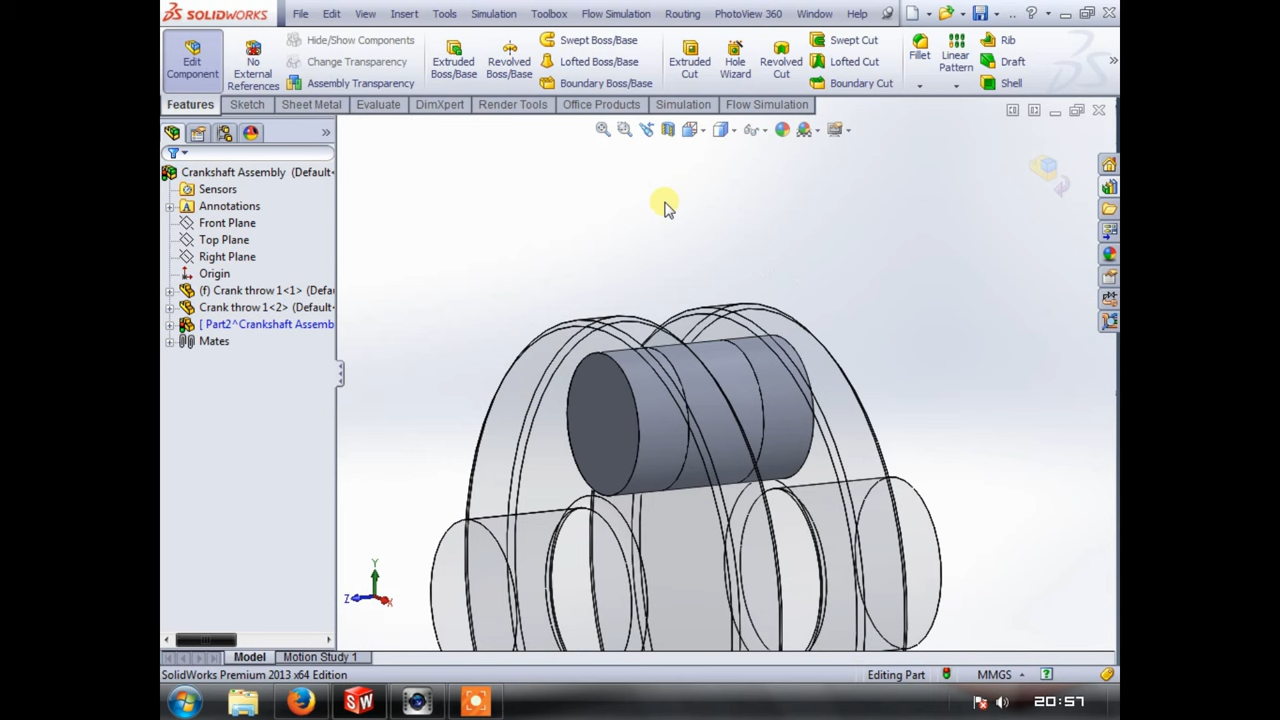 SOLIDWORKS File Edit View Insert Tools Simulation Toolbox Flow Simulation Routing PhotoView 360 Window Help
Edit Component
No External References
Hide/Show Components
Change Transparency
Assembly Transparency
Extruded Boss/Base
Revolved Boss/Base
Swept Boss/Base
Lofted Boss/Base
Boundary Boss/Base
Extruded Cut
Hole Wizard
Revolved Cut
Swept Cut
Lofted Cut
Boundary Cut
Fillet
Linear Pattern
Rib
Draft
Shell
Features Sketch Sheet Metal Evaluate DimXpert Render Tools Office Products Simulation Flow Simulation
Crankshaft Assembly (Default
Sensors
Annotations
Front Plane
Top Plane
Right Plane
Origin
(f) Crank throw 1<1> (Defa
Crank throw 1<2> (Default
[ Part2^Crankshaft Assemb
Mates
Y
Z X
Model Motion Study 1
SolidWorks Premium 2013 x64 Edition Editing Part MMGS
20:57